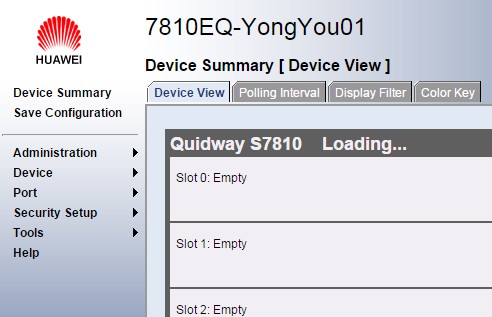 7810EQ-YongYou01
HUAWEI
Device Summary [ Device View ]
Device View Polling Interval Display Filter Color Key
Device Summary
Save Configuration
Administration
Device
Port
Security Setup
Tools
Help
Quidway S7810 Loading...
Slot 0: Empty
Slot 1: Empty
Slot 2: Empty